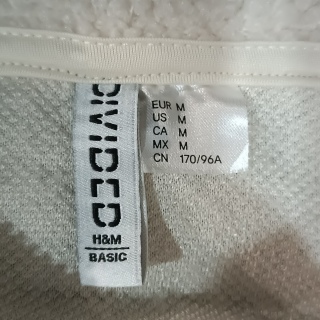 DIVIDED
H&M
BASIC
EUR M
US M
CA M
MX M
CN 170/96A